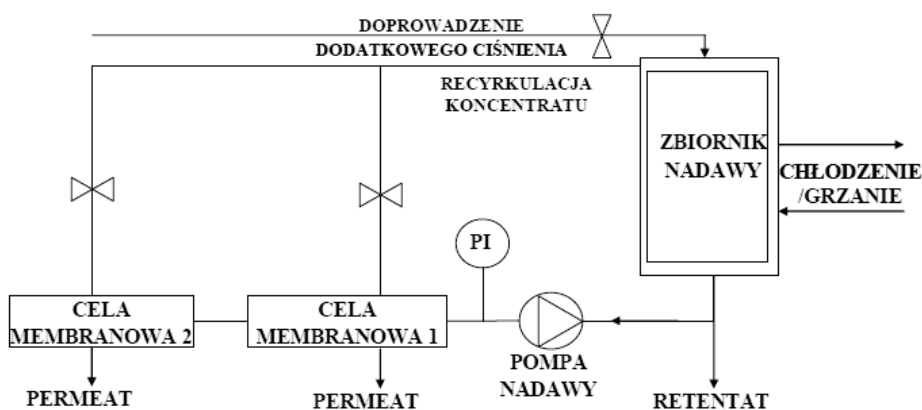 DOPROWADZENIE
DODATKOWEGO CIŚNIENIA
RECYRKULACJA
KONCENTRATU
ZBIORNIK
NADAWY
CHŁODZENIE
/GRZANIE
PI
CELA
MEMBRANOWA 2
CELA
MEMBRANOWA 1
POMPA
NADAWY
PERMEAT
PERMEAT
RETENTAT